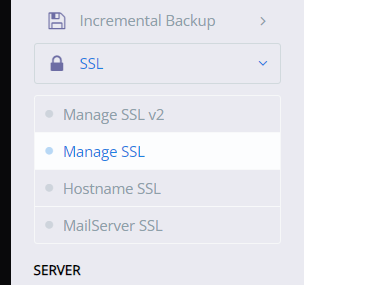 Incremental Backup
SSL
Manage SSL v2
Manage SSL
Hostname SSL
MailServer SSL
SERVER